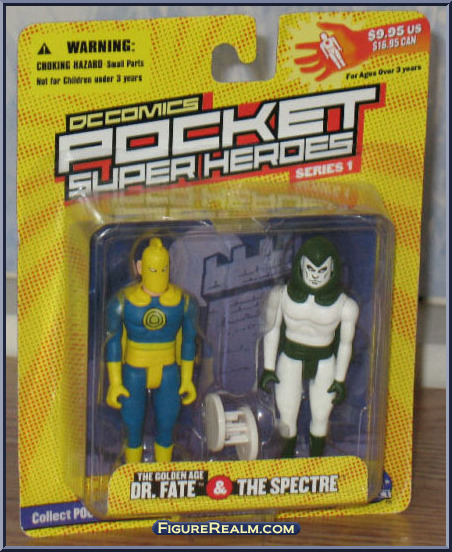 WARNING:
CHOKING HAZARD Small Parts
Not for Children under 3 years
$9.95 US
$16.95 CAN
For Ages Over 3 years
DC COMICS
POCKET
SUPER HEROES
SERIES 1
THE GOLDEN AGE
DR. FATE™ & THE SPECTRE
Collect
FIGUREREALM.COM